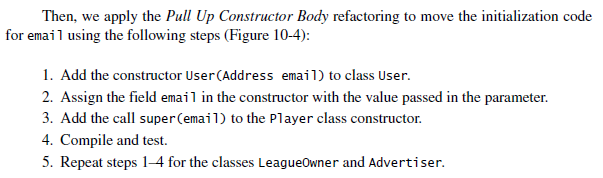 Then, we apply the Pull Up Constructor Body refactoring to move the initialization code
for email using the following steps (Figure 10-4):
1. Add the constructor User(Address email) to class User.
2. Assign the field email in the constructor with the value passed in the parameter.
3. Add the call super(email) to the Player class constructor.
4. Compile and test.
5. Repeat steps 1–4 for the classes LeagueOwner and Advertiser.